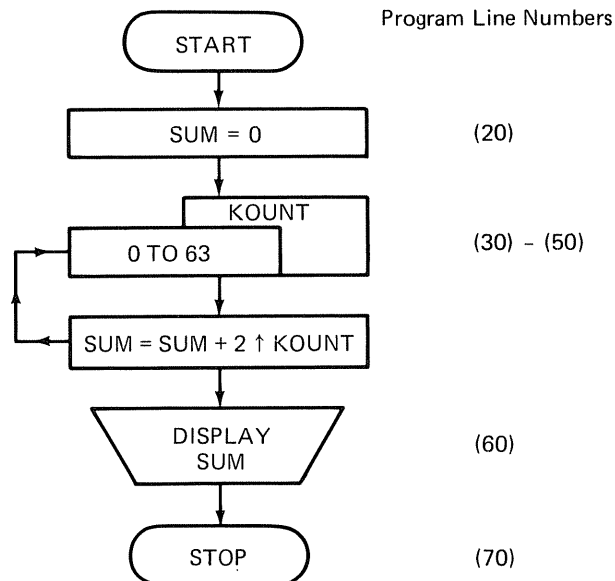 Program Line Numbers
START
SUM = 0
(20)
KOUNT
0 TO 63
(30) – (50)
SUM = SUM + 2 ↑ KOUNT
DISPLAY
SUM
(60)
STOP
(70)